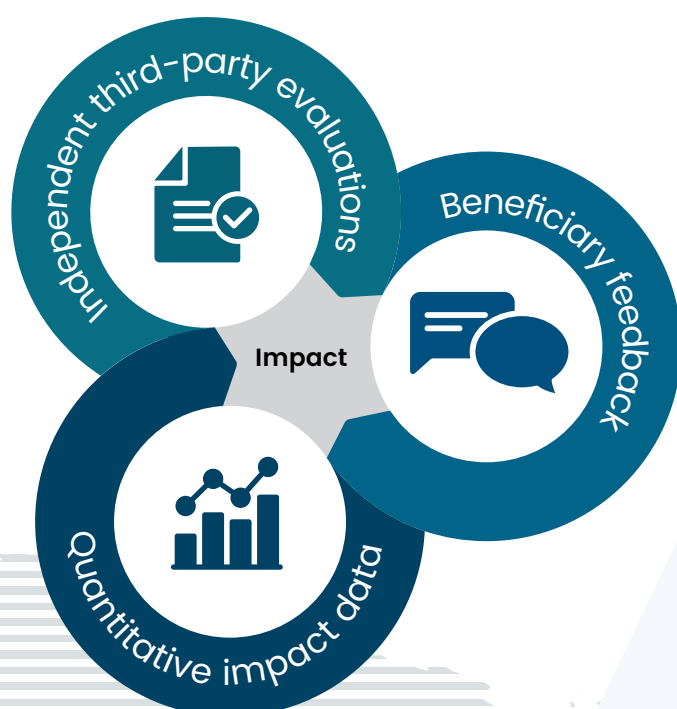 Independent third-party evaluations
Beneficiary feedback
Impact
Quantitative impact data